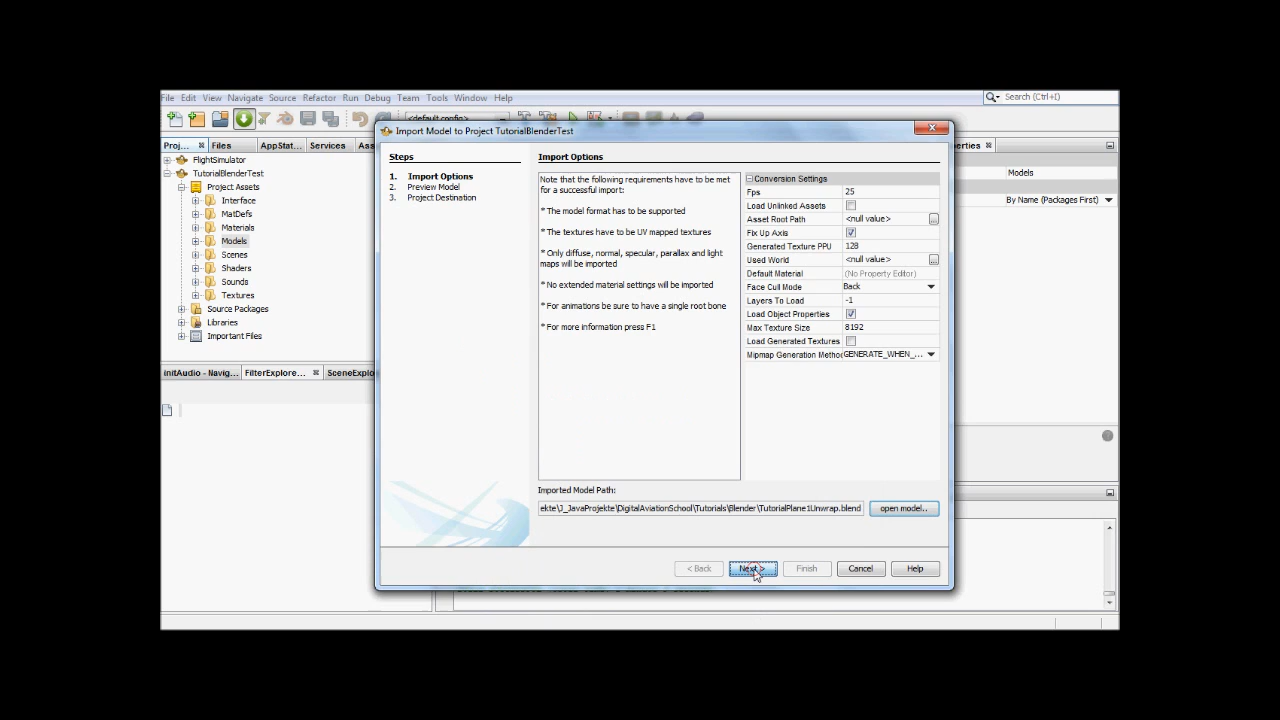 File Edit View Navigate Source Refactor Run Debug Team Tools Window Help
Search (Ctrl+I)
<default config>
Import Model to Project TutorialBlenderTest
Proj...
Files
AppStat...
Services
FlightSimulator
TutorialBlenderTest
Project Assets
Interface
MatDefs
Materials
Models
Scenes
Shaders
Sounds
Textures
Source Packages
Libraries
Important Files
initAudio - Navig...
FilterExplore...
SceneExplo
Steps
1. Import Options
2. Preview Model
3. Project Destination
Import Options
Note that the following requirements have to be met
for a successful import:
* The model format has to be supported
* The textures have to be UV mapped textures
* Only diffuse, normal, specular, parallax and light
maps will be imported
* No extended material settings will be imported
* For animations be sure to have a single root bone
* For more information press F1
Conversion Settings
Fps 25
Load Unlinked Assets
Asset Root Path <null value> ...
Fix Up Axis
Generated Texture PPU 128
Used World <null value> ...
Default Material (No Property Editor)
Face Cull Mode Back
Layers To Load -1
Load Object Properties
Max Texture Size 8192
Load Generated Textures
Mipmap Generation Method GENERATE_WHEN_...
Imported Model Path:
ekte\J_JavaProjekte\DigitalAviationSchool\Tutorials\Blender\TutorialPlane1Unwrap.blend
open model..
< Back
Next >
Finish
Cancel
Help
erties
Models
By Name (Packages First)